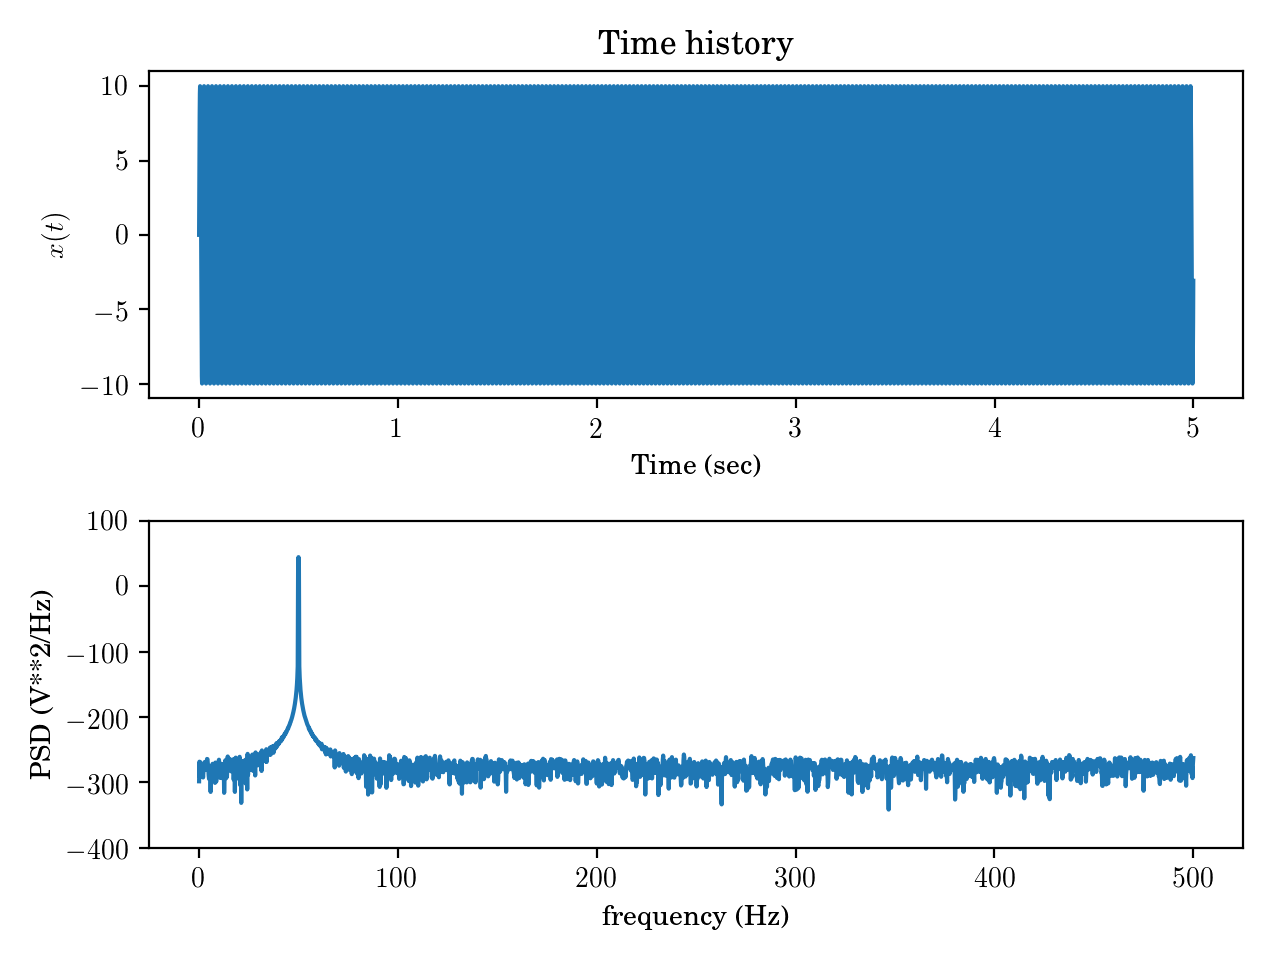 Time history
10
5
0
−5
−10
x(t)
0 1 2 3 4 5
Time (sec)
100
0
−100
−200
−300
−400
PSD (V**2/Hz)
0 100 200 300 400 500
frequency (Hz)